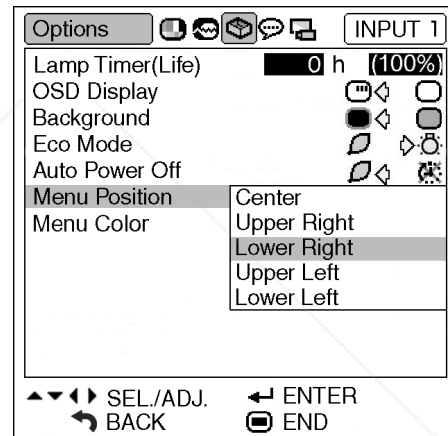 Options INPUT 1
Lamp Timer(Life) 0 h (100%)
OSD Display
Background
Eco Mode
Auto Power Off
Menu Position Center
Menu Color Upper Right
Lower Right
Upper Left
Lower Left
SEL./ADJ. ENTER
BACK END